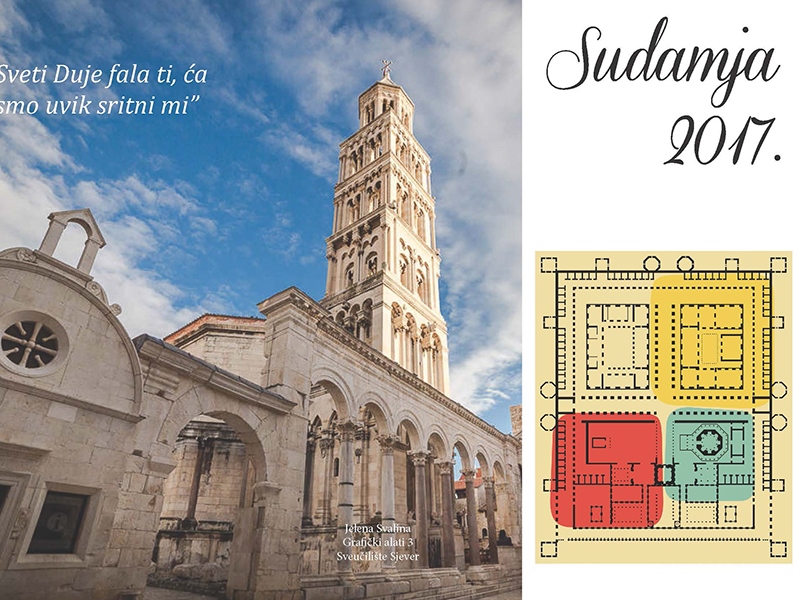 Sveti Duje fala ti, ća
smo uvik sritni mi”
Sudamja
2017.
Jelena Svalina
Grafički alati 3
Sveučilište Sjever